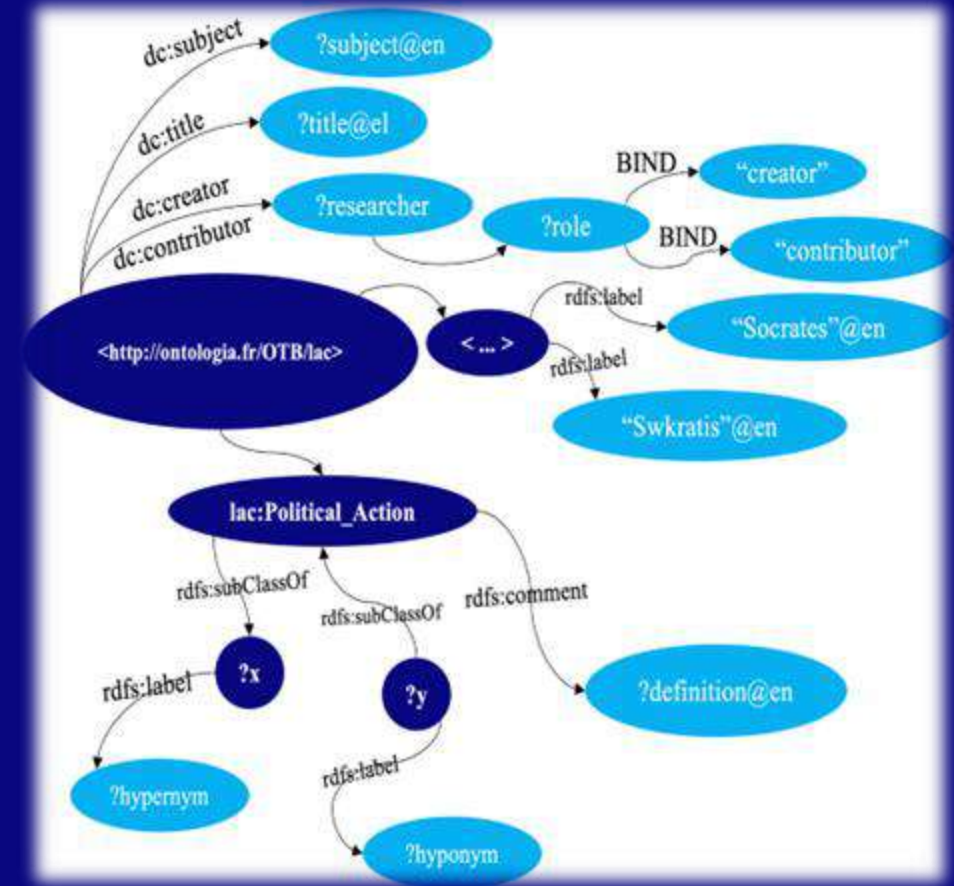 dc:subject
?subject@en
dc:title
?title@el
BIND
"creator"
dc:creator
?researcher
dc:contributor
?role
BIND
"contributor"
<http://ontologia.fr/OTB/lac>
< ... >
rdfs:label
"Socrates"@en
rdfs:label
"Swkratis"@en
lac:Political_Action
rdfs:subClassOf
rdfs:subClassOf
rdfs:comment
?x
rdfs:label
?y
?definition@en
rdfs:label
?hypernym
?hyponym